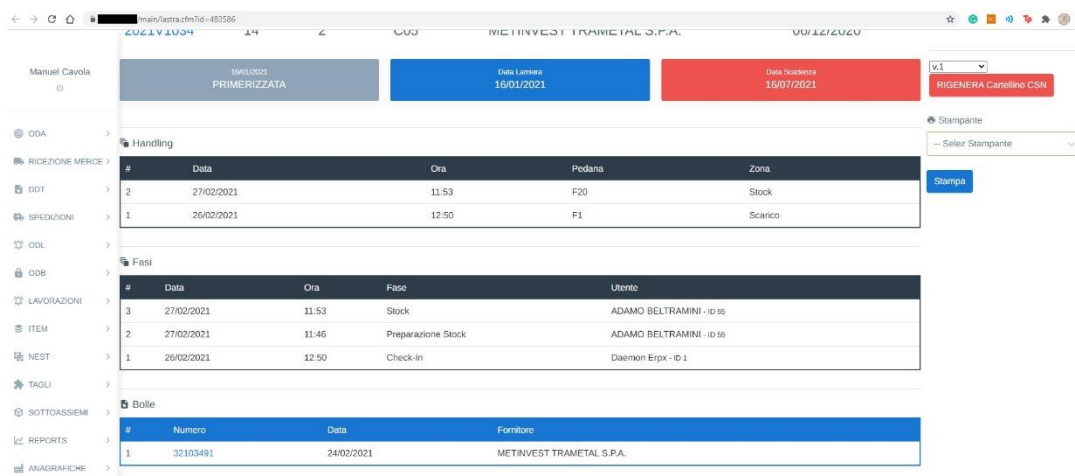 /main/lastra.cfm?id=483586
2021V1034 14 2 C05 METINVEST TRAMETAL S.P.A. 06/12/2020
Manuel Cavola
16/01/2021
PRIMERIZZATA
Data Lamiera
16/01/2021
Data Scadenza
16/07/2021
v.1
RIGENERA Cartellino CSN
Stampante
-- Selez Stampante
Stampa
ODA
RICEZIONE MERCE
DDT
SPEDIZIONI
ODL
ODB
LAVORAZIONI
ITEM
NEST
TAGLI
SOTTOASSIEMI
REPORTS
ANAGRAFICHE
Handling
# Data Ora Pedana Zona
2 27/02/2021 11:53 F20 Stock
1 26/02/2021 12:50 F1 Scarico
Fasi
# Data Ora Fase Utente
3 27/02/2021 11:53 Stock ADAMO BELTRAMINI - ID 55
2 27/02/2021 11:46 Preparazione Stock ADAMO BELTRAMINI - ID 55
1 26/02/2021 12:50 Check-In Daemon Erpx - ID 1
Bolle
# Numero Data Fornitore
1 32103491 24/02/2021 METINVEST TRAMETAL S.P.A.